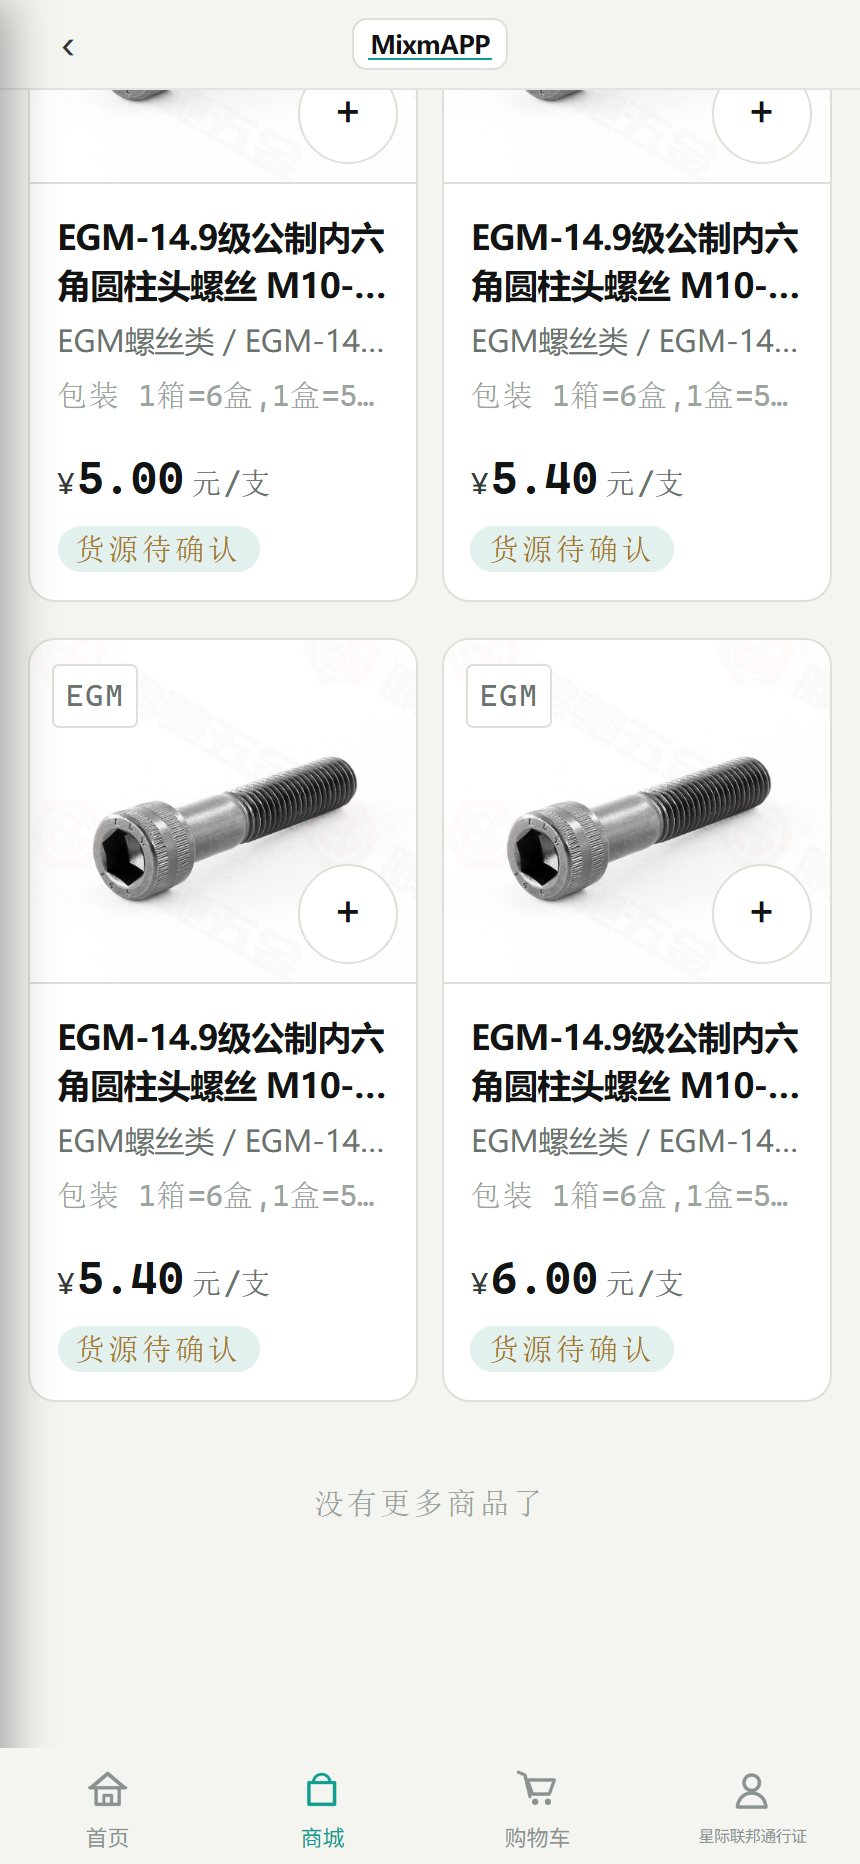 MixmAPP
EGM-14.9级公制内六
角圆柱头螺丝 M10-...
EGM螺丝类 / EGM-14...
包装 1箱=6盒,1盒=5…
¥5.00 元/支
货源待确认
EGM-14.9级公制内六
角圆柱头螺丝 M10-...
EGM螺丝类 / EGM-14...
包装 1箱=6盒,1盒=5…
¥5.40 元/支
货源待确认
EGM
EGM-14.9级公制内六
角圆柱头螺丝 M10-...
EGM螺丝类 / EGM-14...
包装 1箱=6盒,1盒=5…
¥5.40 元/支
货源待确认
EGM
EGM-14.9级公制内六
角圆柱头螺丝 M10-...
EGM螺丝类 / EGM-14...
包装 1箱=6盒,1盒=5…
¥6.00 元/支
货源待确认
没有更多商品了
首页
商城
购物车
星际联邦通行证